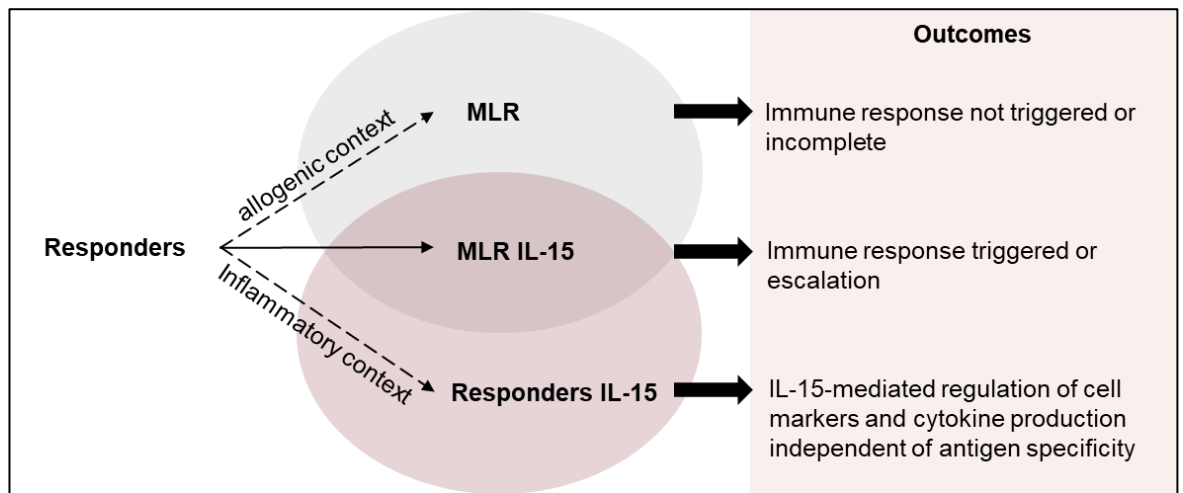 Outcomes
MLR
Immune response not triggered or
incomplete
allogenic context
Responders
MLR IL-15
Immune response triggered or
escalation
Inflammatory context
Responders IL-15
IL-15-mediated regulation of cell
markers and cytokine production
independent of antigen specificity